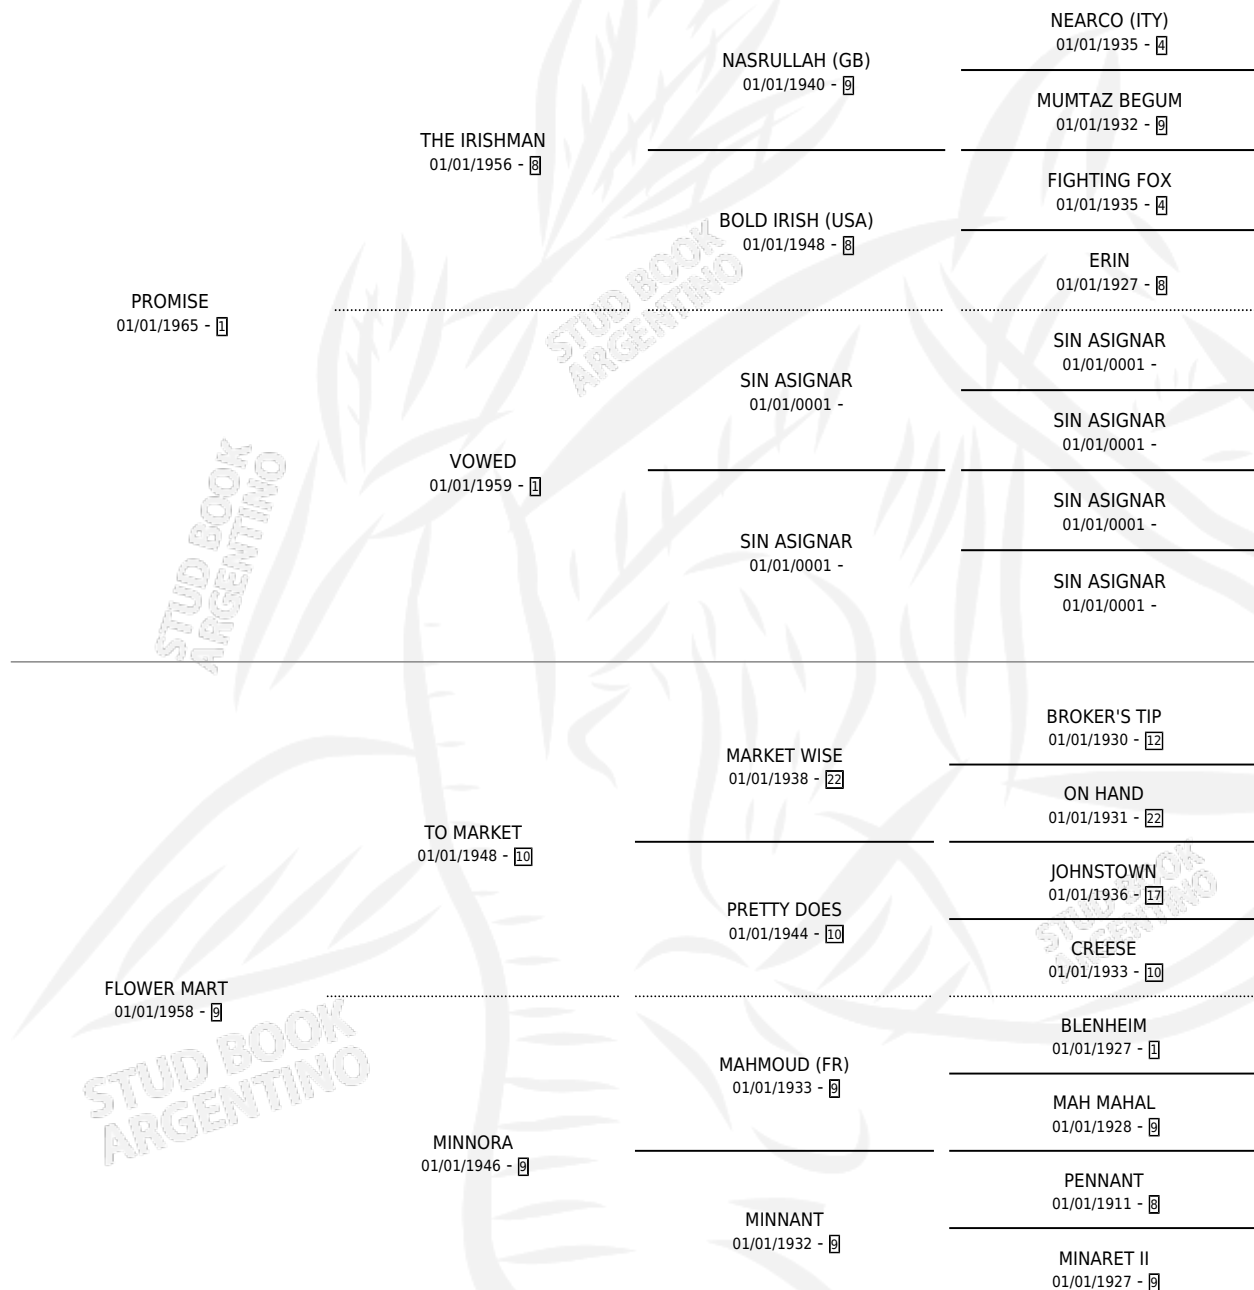 NEARCO (ITY)
01/01/1935 - 4
NASRULLAH (GB)
01/01/1940 - 9
MUMTAZ BEGUM
01/01/1932 - 9
THE IRISHMAN
01/01/1956 - 8
FIGHTING FOX
01/01/1935 - 4
BOLD IRISH (USA)
01/01/1948 - 8
ERIN
01/01/1927 - 8
PROMISE
01/01/1965 - 1
STUD BOOK
ARGENTINO
SIN ASIGNAR
01/01/0001 -
SIN ASIGNAR
01/01/0001 -
SIN ASIGNAR
01/01/0001 -
VOWED
01/01/1959 - 1
SIN ASIGNAR
01/01/0001 -
SIN ASIGNAR
01/01/0001 -
SIN ASIGNAR
01/01/0001 -
STUD BOOK
ARGENTINO
BROKER'S TIP
01/01/1930 - 12
MARKET WISE
01/01/1938 - 22
ON HAND
01/01/1931 - 22
TO MARKET
01/01/1948 - 10
JOHNSTOWN
01/01/1936 - 17
PRETTY DOES
01/01/1944 - 10
STUD BOOK
ARGENTINO
CREESE
01/01/1933 - 10
FLOWER MART
01/01/1958 - 9
BLENHEIM
01/01/1927 - 1
STUD BOOK
ARGENTINO
MAHMOUD (FR)
01/01/1933 - 9
MAH MAHAL
01/01/1928 - 9
MINNORA
01/01/1946 - 9
PENNANT
01/01/1911 - 8
MINNANT
01/01/1932 - 9
MINARET II
01/01/1927 - 9